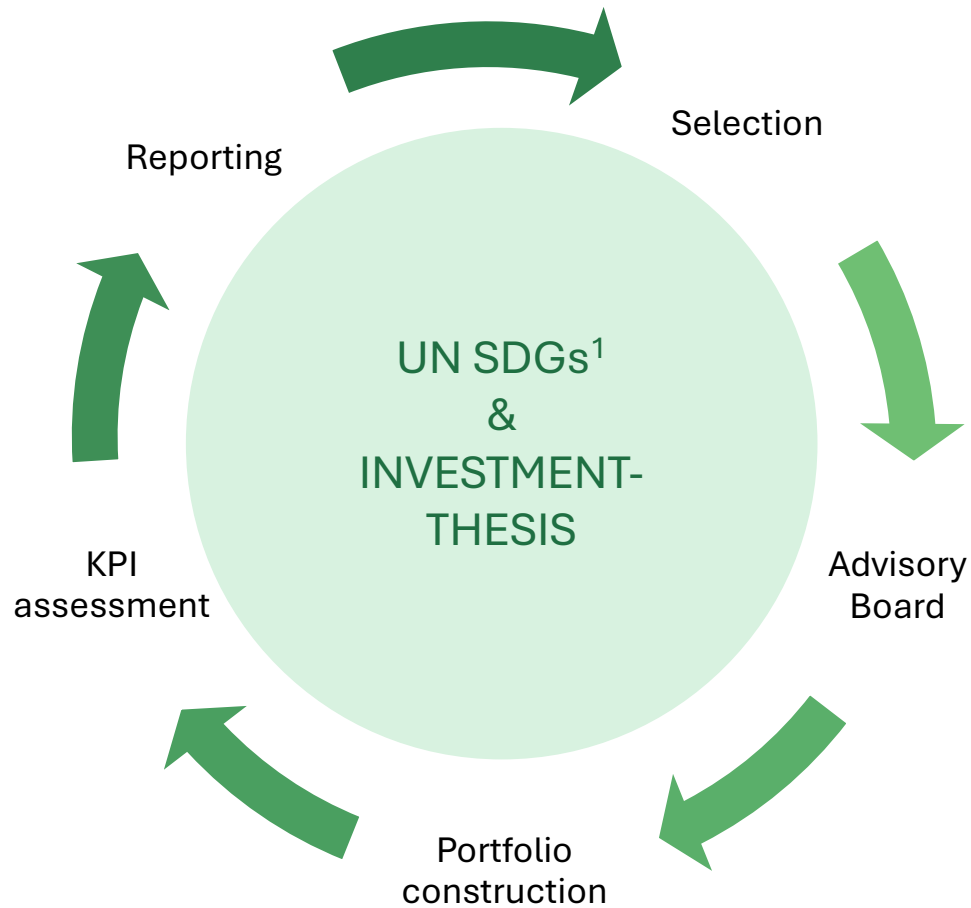 Selection
Reporting
UN SDGs¹
&
INVESTMENT-
THESIS
KPI
assessment
Advisory
Board
Portfolio
construction